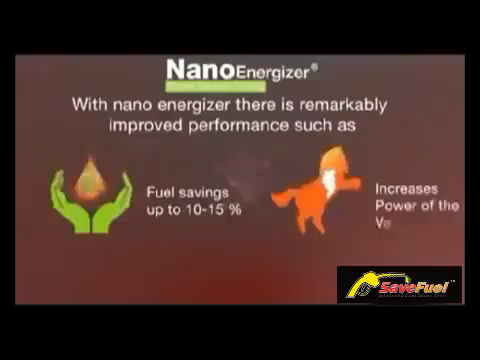 NanoEnergizer®
With nano energizer there is remarkably
improved performance such as
Fuel savings
up to 10-15 %
Increases
Power of the
SaveFuel™